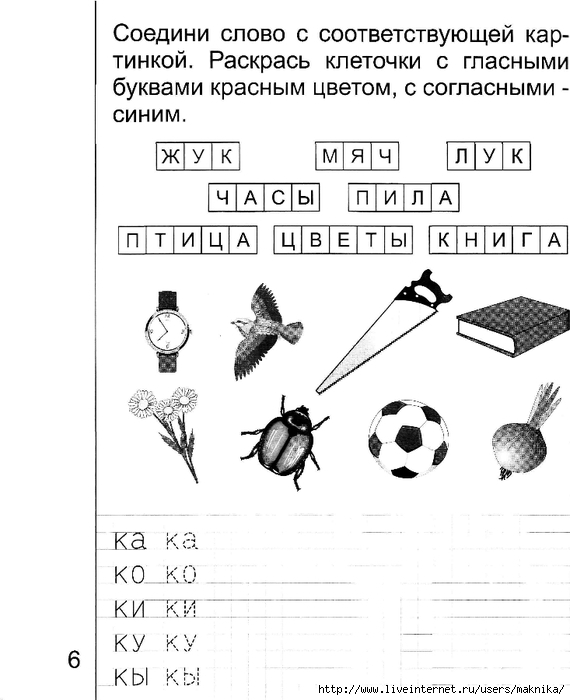 Соедини слово с соответствующей кар-
тинкой. Раскрась клеточки с гласными
буквами красным цветом, с согласными -
синим.
ЖУК МЯЧ ЛУК
ЧАСЫ ПИЛА
ПТИЦА ЦВЕТЫ КНИГА
ка ка
ко ко
ки ки
ку ку
6
кы кы
http://www.liveinternet.ru/users/maknika/